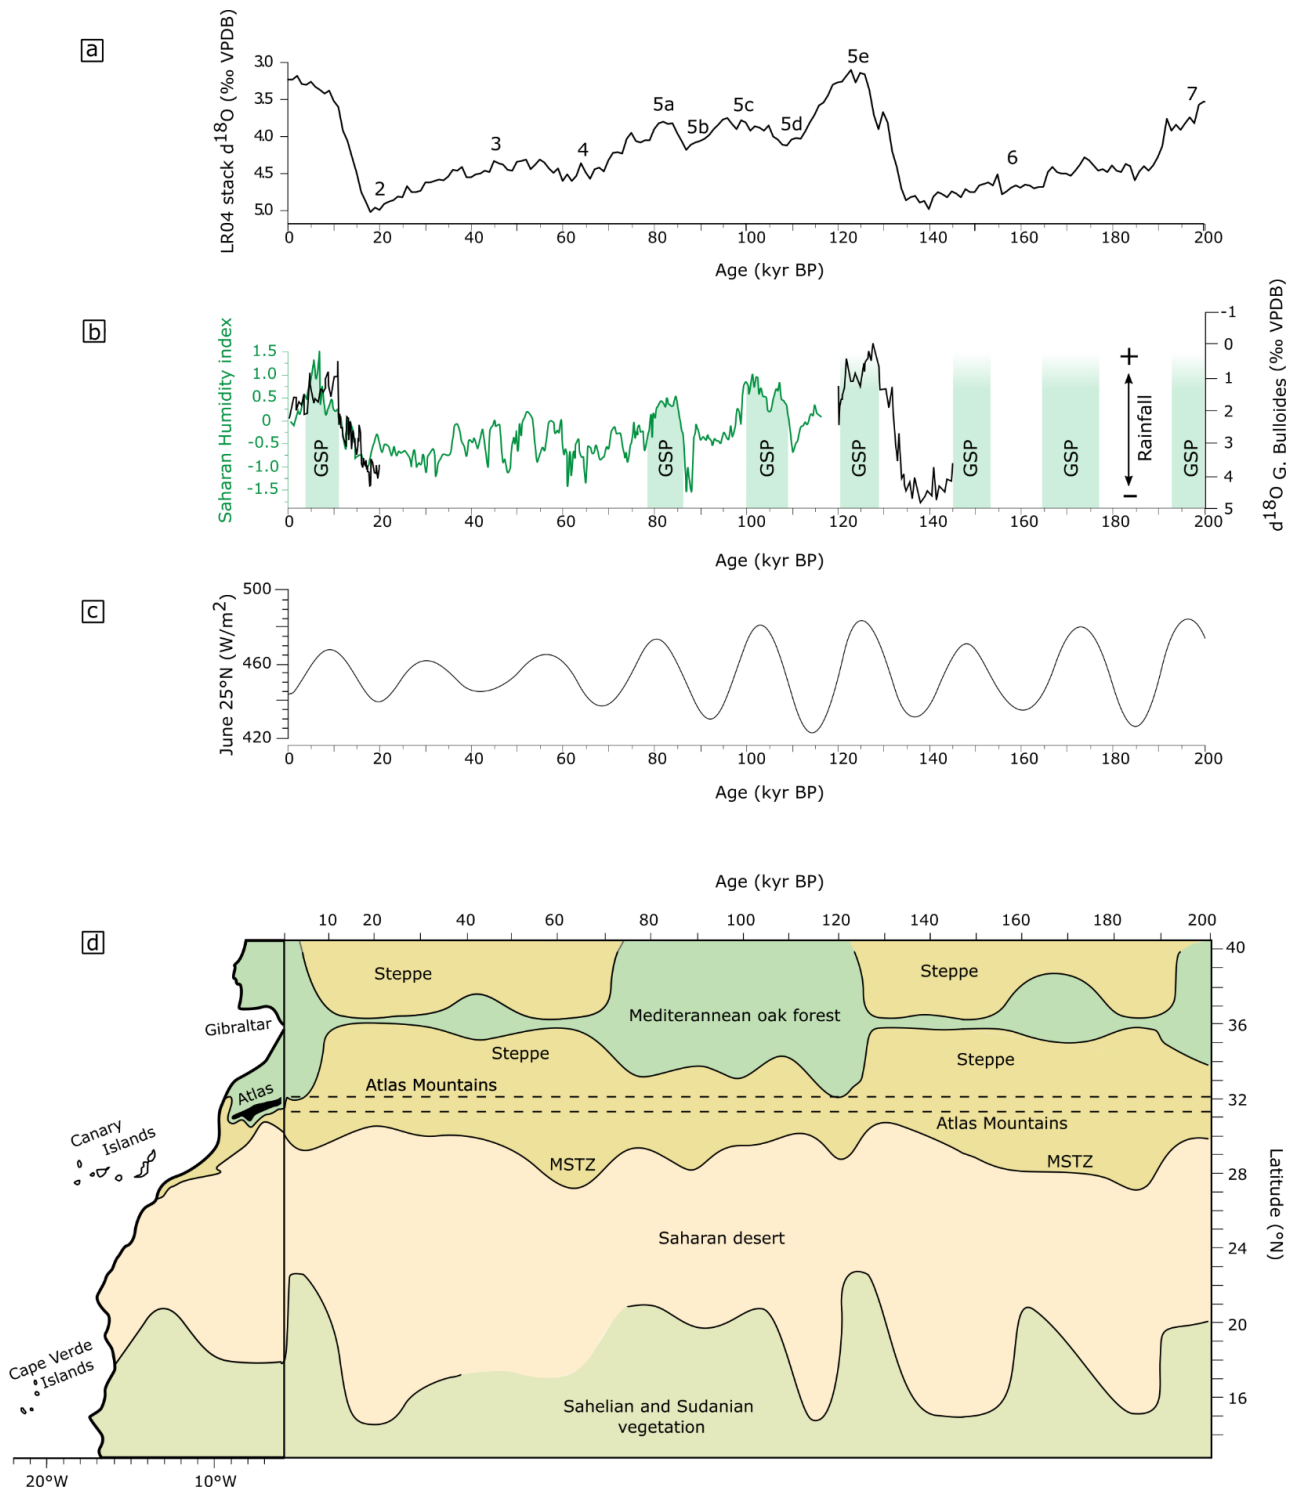 a
LR04 stack d18O (‰ VPDB)
3.0
3.5
4.0
4.5
5.0
2
3
4
5a
5b
5c
5d
5e
6
7
0 20 40 60 80 100 120 140 160 180 200
Age (kyr BP)
b
Saharan Humidity index
1.5
1.0
0.5
0
-0.5
-1.0
-1.5
GSP
GSP
GSP
GSP
GSP
GSP
GSP
+
Rainfall
−
-1
0
1
2
3
4
5
d18O G. Bulloides (‰ VPDB)
0 20 40 60 80 100 120 140 160 180 200
Age (kyr BP)
c
June 25°N (W/m2)
500
460
420
0 20 40 60 80 100 120 140 160 180 200
Age (kyr BP)
Age (kyr BP)
10 20 40 60 80 100 120 140 160 180 200
d
Steppe
Steppe
Mediterannean oak forest
Gibraltar
Steppe
Steppe
Atlas Mountains
Atlas
Atlas Mountains
Canary
Islands
MSTZ
MSTZ
Saharan desert
Cape Verde
Islands
Sahelian and Sudanian
vegetation
40
36
32
28
24
20
16
Latitude (°N)
20°W 10°W